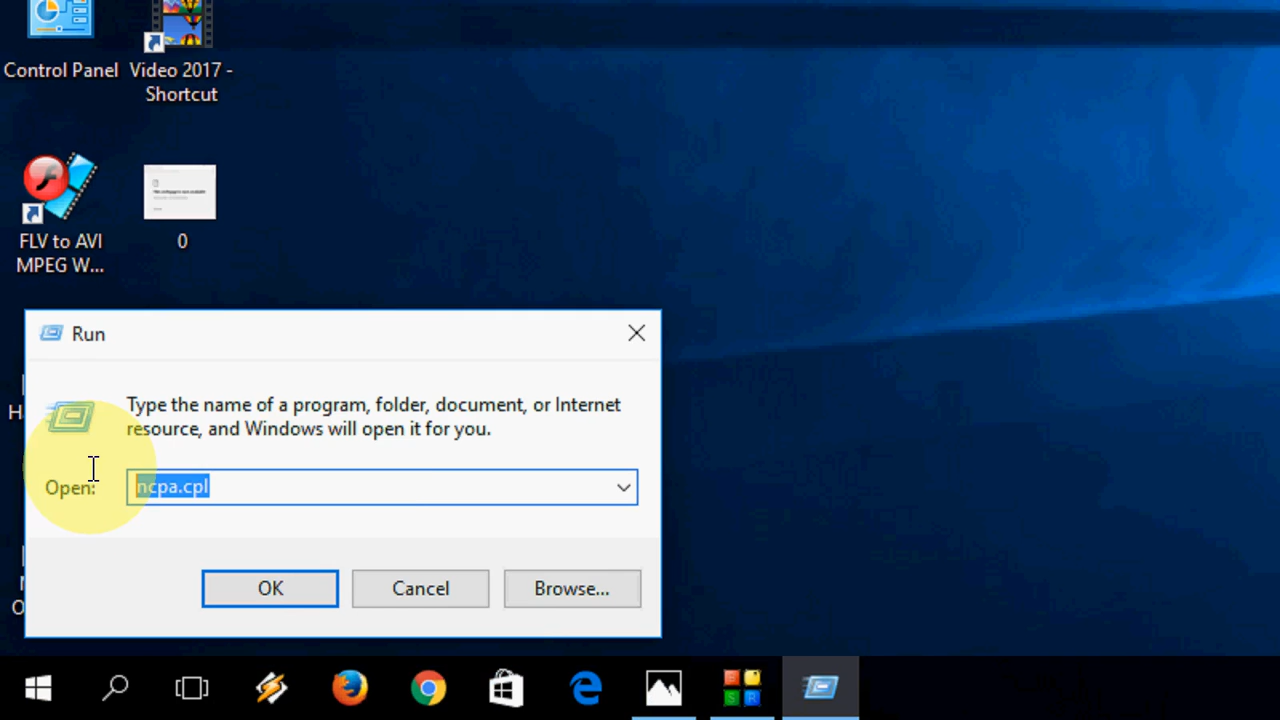 Control Panel
Video 2017 -
Shortcut
FLV to AVI
MPEG W...
0
H
O
Run
Type the name of a program, folder, document, or Internet
resource, and Windows will open it for you.
Open:
ncpa.cpl
OK
Cancel
Browse...